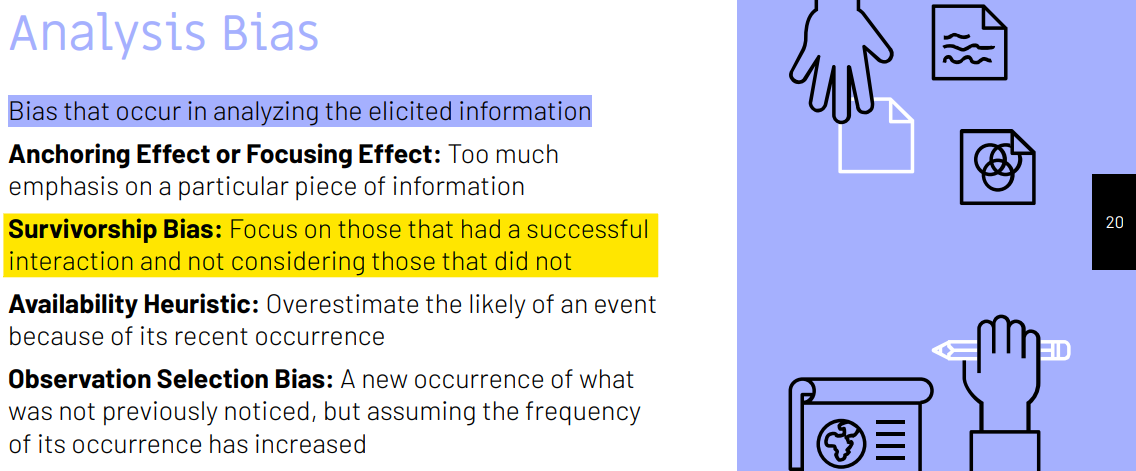 Analysis Bias
Bias that occur in analyzing the elicited information
Anchoring Effect or Focusing Effect: Too much
emphasis on a particular piece of information
Survivorship Bias: Focus on those that had a successful
interaction and not considering those that did not
Availability Heuristic: Overestimate the likely of an event
because of its recent occurrence
Observation Selection Bias: A new occurrence of what
was not previously noticed, but assuming the frequency
of its occurrence has increased
20